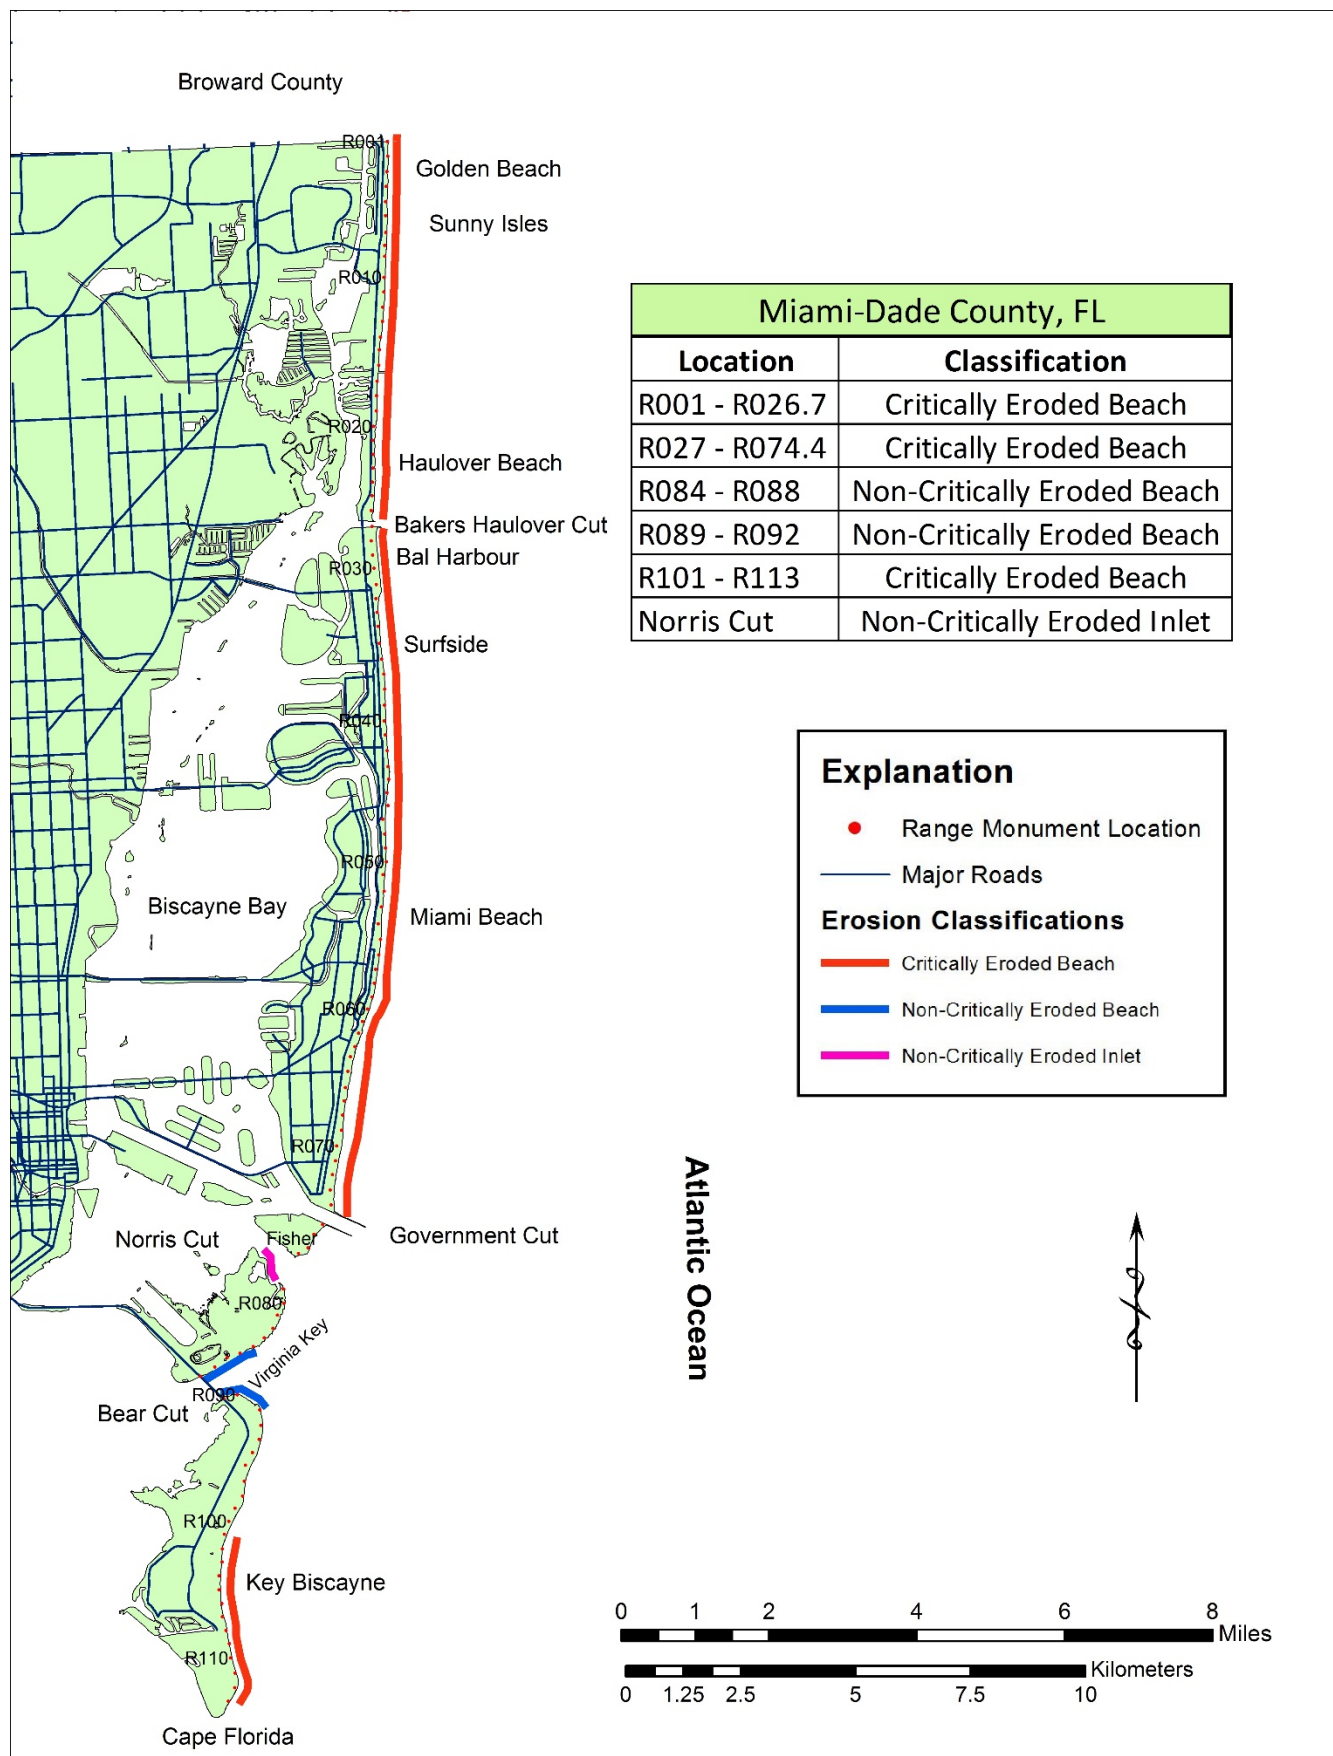 Broward County
R001
Golden Beach
Sunny Isles
R010
Miami-Dade County, FL
Location Classification
R001 - R026.7 Critically Eroded Beach
R027 - R074.4 Critically Eroded Beach
R084 - R088 Non-Critically Eroded Beach
R089 - R092 Non-Critically Eroded Beach
R101 - R113 Critically Eroded Beach
Norris Cut Non-Critically Eroded Inlet
R020
Haulover Beach
Bakers Haulover Cut
Bal Harbour
R030
Surfside
R040
Explanation
Range Monument Location
Major Roads
Erosion Classifications
Critically Eroded Beach
Non-Critically Eroded Beach
Non-Critically Eroded Inlet
R050
Biscayne Bay
Miami Beach
R060
R070
Atlantic Ocean
Norris Cut
Fisher
Government Cut
R080
Virginia Key
R090
Bear Cut
R100
Key Biscayne
R110
Cape Florida
0 1 2 4 6 8
Miles
Kilometers
0 1.25 2.5 5 7.5 10